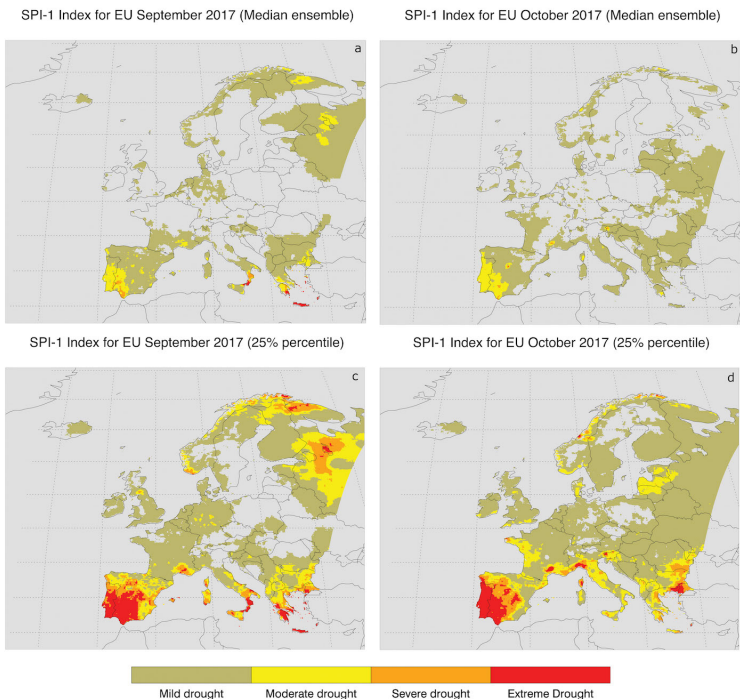 SPI-1 Index for EU September 2017 (Median ensemble)
SPI-1 Index for EU October 2017 (Median ensemble)
a
b
SPI-1 Index for EU September 2017 (25% percentile)
SPI-1 Index for EU October 2017 (25% percentile)
c
d
Mild drought
Moderate drought
Severe drought
Extreme Drought